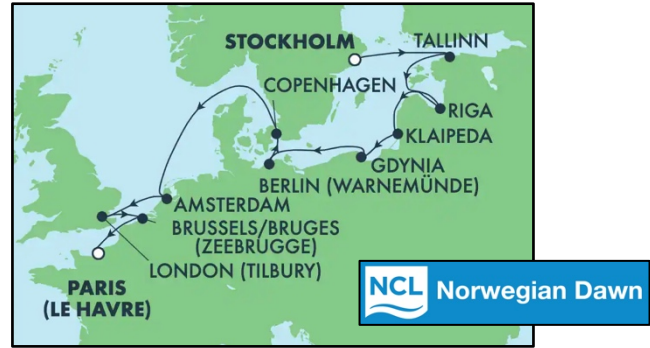 STOCKHOLM
TALLINN
COPENHAGEN
RIGA
KLAIPEDA
GDYNIA
BERLIN (WARNEMÜNDE)
AMSTERDAM
BRUSSELS/BRUGES
(ZEEBRUGGE)
LONDON (TILBURY)
PARIS
(LE HAVRE)
NCL Norwegian Dawn